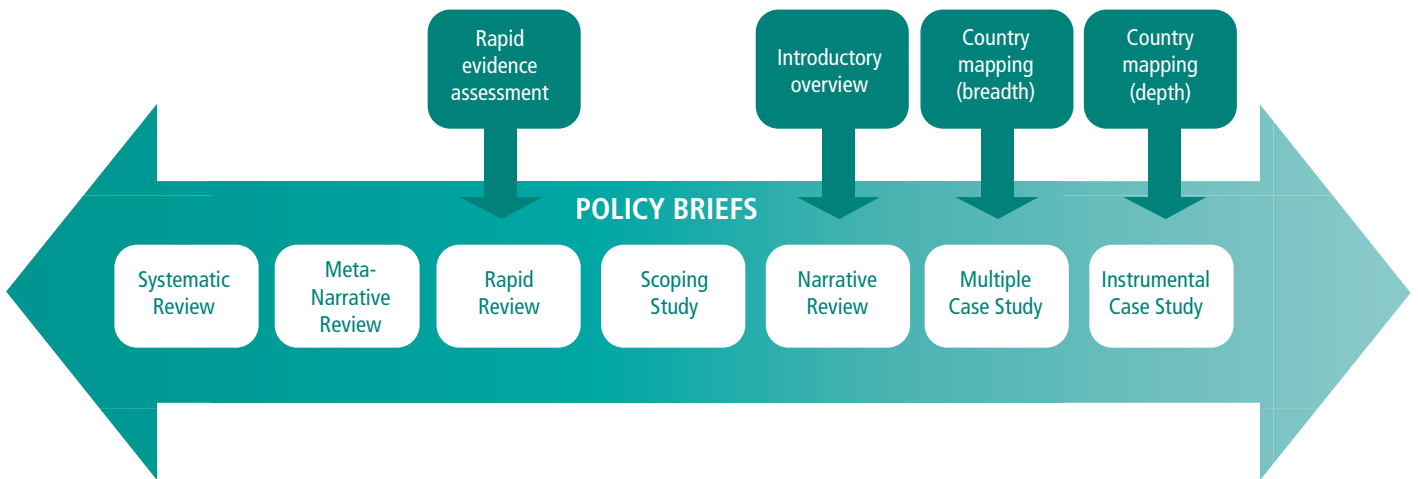 Rapid
evidence
assessment
Introductory
overview
Country
mapping
(breadth)
Country
mapping
(depth)
POLICY BRIEFS
Systematic
Review
Meta-
Narrative
Review
Rapid
Review
Scoping
Study
Narrative
Review
Multiple
Case Study
Instrumental
Case Study